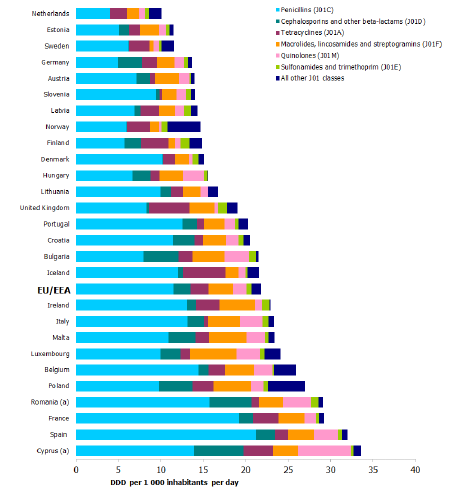 Penicillins (J01C)
Cephalosporins and other beta-lactams (J01D)
Tetracyclines (J01A)
Macrolides, lincosamides and streptogramins (J01F)
Quinolones (J01M)
Sulfonamides and trimethoprim (J01E)
All other J01 classes
Netherlands
Estonia
Sweden
Germany
Austria
Slovenia
Latvia
Norway
Finland
Denmark
Hungary
Lithuania
United Kingdom
Portugal
Croatia
Bulgaria
Iceland
EU/EEA
Ireland
Italy
Malta
Luxembourg
Belgium
Poland
Romania (a)
France
Spain
Cyprus (a)
0 5 10 15 20 25 30 35 40
DDD per 1 000 inhabitants per day